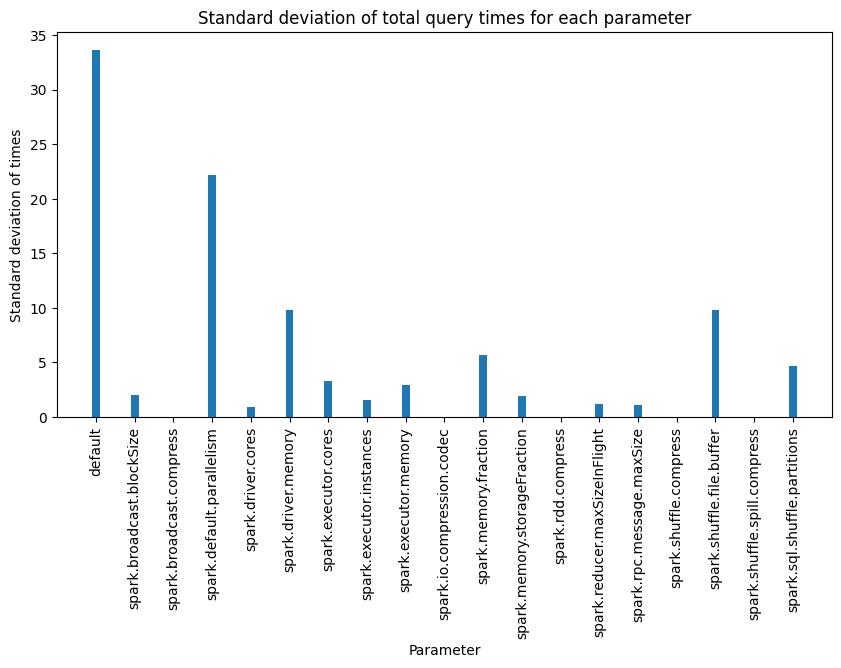 Standard deviation of total query times for each parameter
Standard deviation of times
35
30
25
20
15
10
5
0
default
spark.broadcast.blockSize
spark.broadcast.compress
spark.default.parallelism
spark.driver.cores
spark.driver.memory
spark.executor.cores
spark.executor.instances
spark.executor.memory
spark.io.compression.codec
spark.memory.fraction
spark.memory.storageFraction
spark.rdd.compress
spark.reducer.maxSizeInFlight
spark.rpc.message.maxSize
spark.shuffle.compress
spark.shuffle.file.buffer
spark.shuffle.spill.compress
spark.sql.shuffle.partitions
Parameter